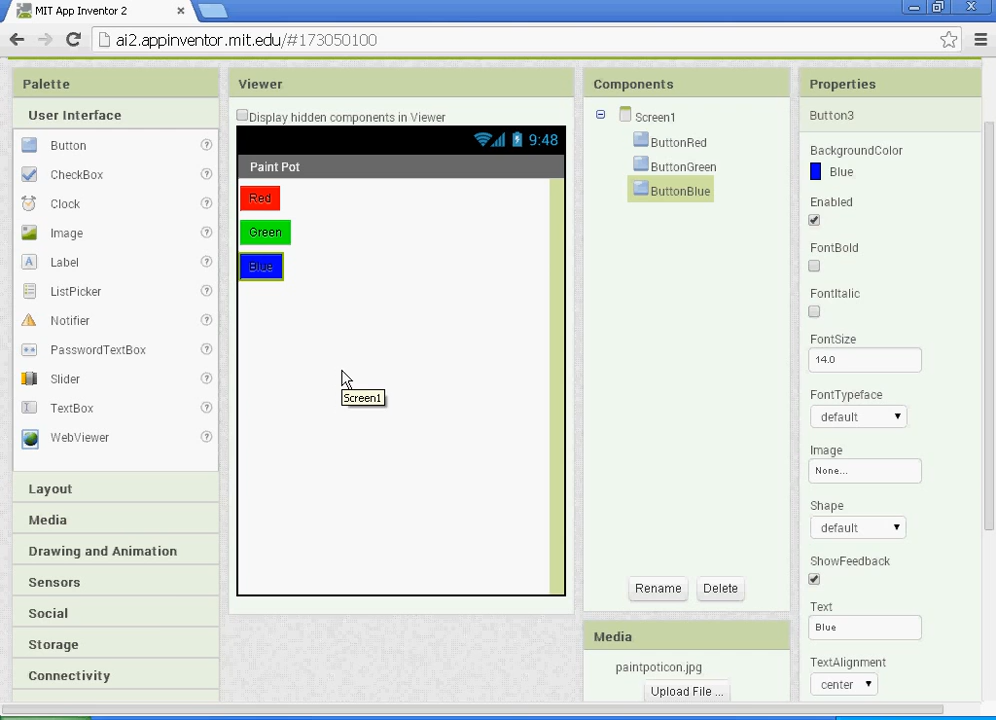 MIT App Inventor 2
ai2.appinventor.mit.edu/#173050100
Palette
User Interface
Button
CheckBox
Clock
Image
Label
ListPicker
Notifier
PasswordTextBox
Slider
TextBox
WebViewer
Layout
Media
Drawing and Animation
Sensors
Social
Storage
Connectivity
Viewer
Display hidden components in Viewer
9:48
Paint Pot
Red
Green
Blue
Screen1
Components
Screen1
ButtonRed
ButtonGreen
ButtonBlue
Rename Delete
Media
paintpoticon.jpg
Upload File ...
Properties
Button3
BackgroundColor
Blue
Enabled
FontBold
FontItalic
FontSize
14.0
FontTypeface
default
Image
None...
Shape
default
ShowFeedback
Text
Blue
TextAlignment
center